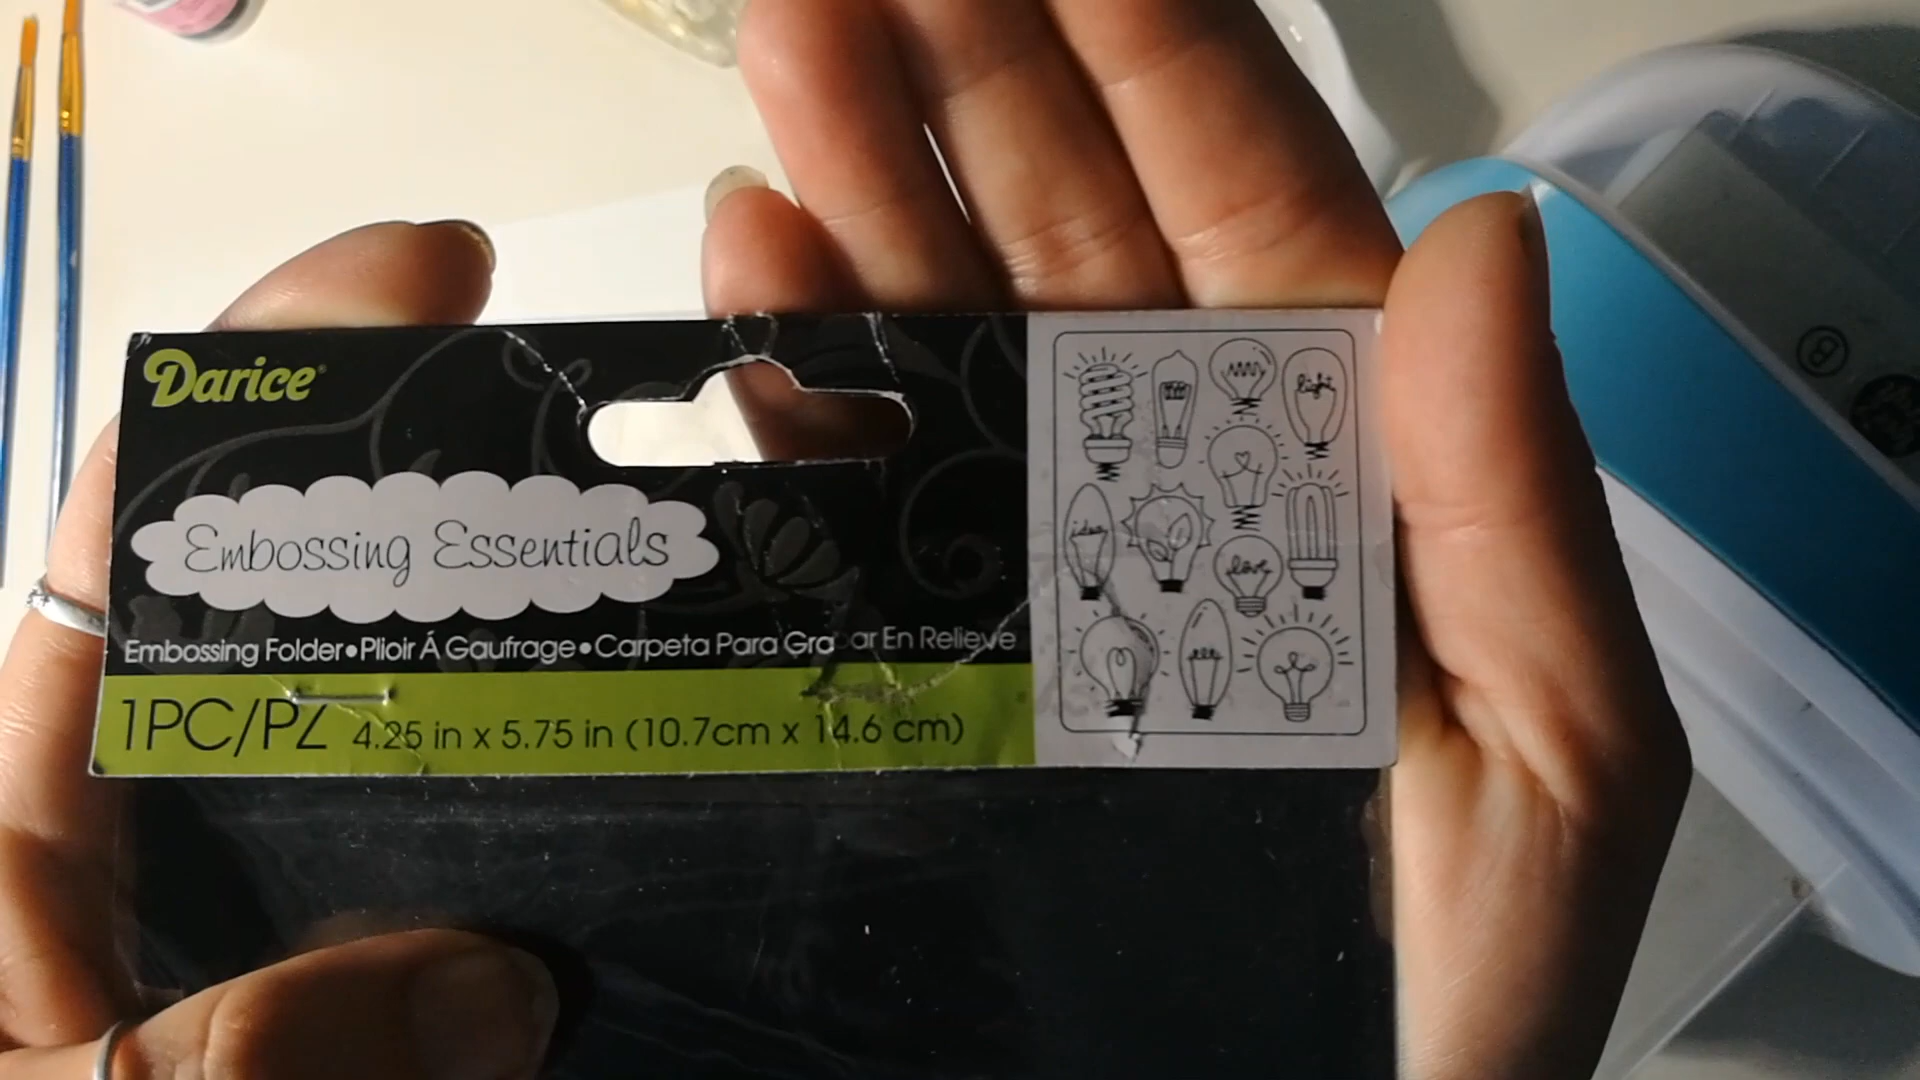 Darice®
Embossing Essentials
Embossing Folder•Plioir Á Gaufrage•Carpeta Para Gra ar En Relieve
1PC/PZ 4.25 in x 5.75 in (10.7cm x 14.6 cm)
light
idea
love
B